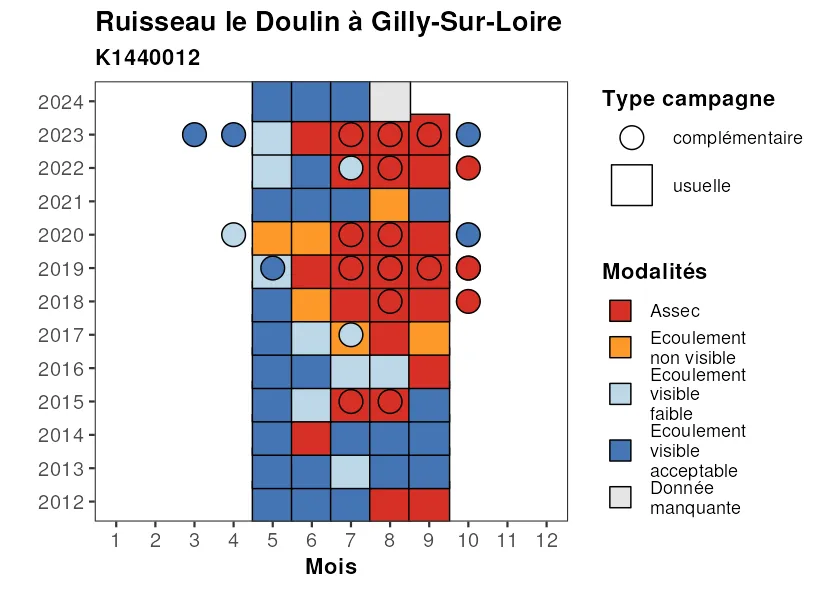 Ruisseau le Doulin à Gilly-Sur-Loire
K1440012
2024
2023
2022
2021
2020
2019
2018
2017
2016
2015
2014
2013
2012
1 2 3 4 5 6 7 8 9 10 11 12
Mois
Type campagne
complémentaire
usuelle
Modalités
Assec
Ecoulement
non visible
Ecoulement
visible
faible
Ecoulement
visible
acceptable
Donnée
manquante